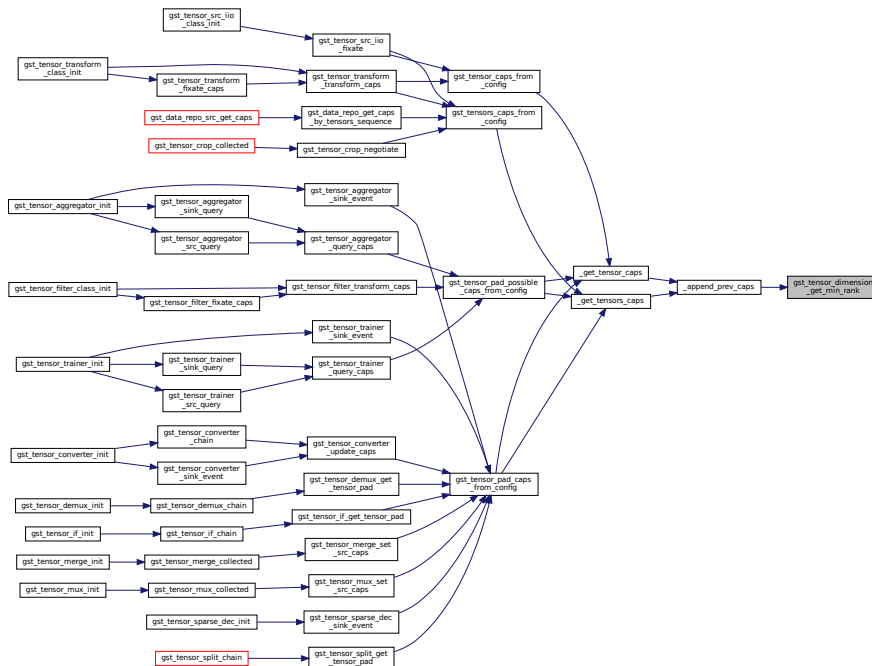 gst_tensor_src_iio
_class_init
gst_tensor_src_iio
_fixate
gst_tensor_transform
_class_init
gst_tensor_transform
_fixate_caps
gst_tensor_transform
_transform_caps
gst_tensor_caps_from
_config
gst_data_repo_src_get_caps
gst_data_repo_get_caps
_by_tensors_sequence
gst_tensors_caps_from
_config
gst_tensor_crop_collected
gst_tensor_crop_negotiate
gst_tensor_aggregator
_sink_event
gst_tensor_aggregator_init
gst_tensor_aggregator
_sink_query
gst_tensor_aggregator
_src_query
gst_tensor_aggregator
_query_caps
gst_tensor_filter_class_init
gst_tensor_filter_fixate_caps
gst_tensor_filter_transform_caps
gst_tensor_pad_possible
_caps_from_config
_get_tensor_caps
_get_tensors_caps
_append_prev_caps
gst_tensor_dimension
_get_min_rank
gst_tensor_trainer
_sink_event
gst_tensor_trainer_init
gst_tensor_trainer
_sink_query
gst_tensor_trainer
_query_caps
gst_tensor_trainer
_src_query
gst_tensor_converter
_chain
gst_tensor_converter_init
gst_tensor_converter
_sink_event
gst_tensor_converter
_update_caps
gst_tensor_pad_caps
_from_config
gst_tensor_demux_init
gst_tensor_demux_chain
gst_tensor_demux_get
_tensor_pad
gst_tensor_if_init
gst_tensor_if_chain
gst_tensor_if_get_tensor_pad
gst_tensor_merge_init
gst_tensor_merge_collected
gst_tensor_merge_set
_src_caps
gst_tensor_mux_init
gst_tensor_mux_collected
gst_tensor_mux_set
_src_caps
gst_tensor_sparse_dec_init
gst_tensor_sparse_dec
_sink_event
gst_tensor_split_chain
gst_tensor_split_get
_tensor_pad